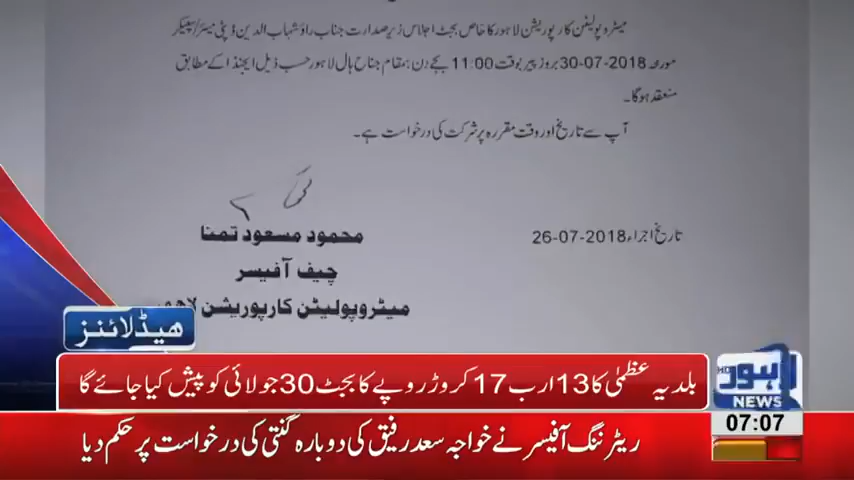 میٹروپولیٹن کارپوریشن لاہور کا خاص بجٹ اجلاس زیر صدارت جناب راؤ شہاب الدین ڈپٹی میئر/سپیکر
مورخہ 30-07-2018 بروز پیر بوقت 11:00 بجے دن بمقام جناح ہال لاہور حسب ذیل ایجنڈا کے مطابق
منعقد ہوگا۔
آپ سے تاریخ اور وقت مقررہ پر شرکت کی درخواست ہے۔
تاریخ اجراء 26-07-2018
محمود مسعود تمنا
چیف آفیسر
میٹروپولیٹن کارپوریشن لاہور
ہیڈلائنز
بلدیہ عظمیٰ کا 13 ارب 17 کروڑ روپے کا بجٹ 30 جولائی کو پیش کیا جائے گا
لاہور
HD
NEWS
07:07
ریٹرننگ آفیسر نے خواجہ سعد رفیق کی دوبارہ گنتی کی درخواست پر حکم دیا